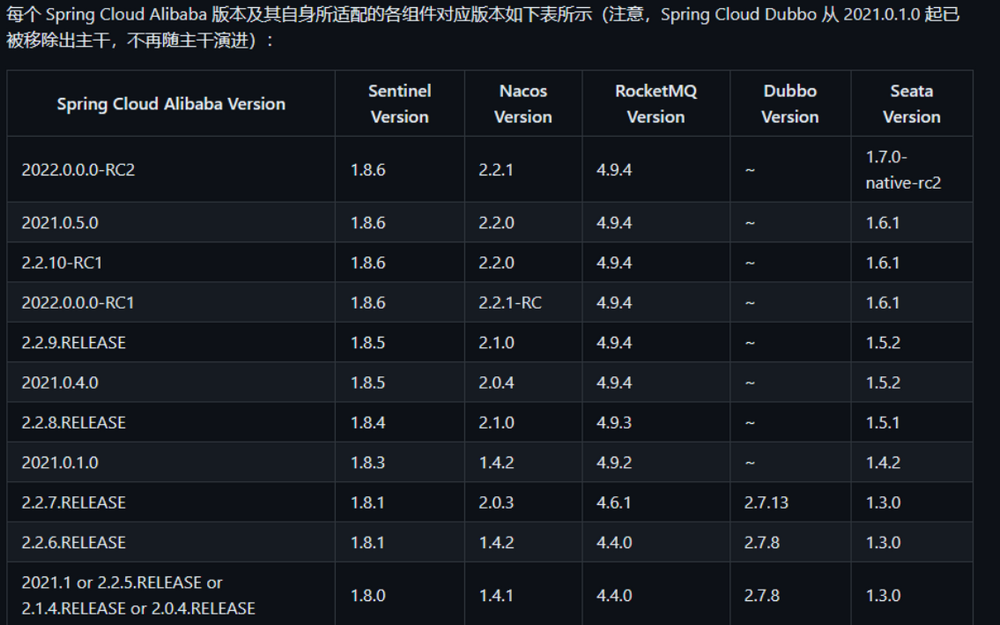 每个 Spring Cloud Alibaba 版本及其自身所适配的各组件对应版本如下表所示（注意，Spring Cloud Dubbo 从 2021.0.1.0 起已
被移除出主干，不再随主干演进）:
Spring Cloud Alibaba Version Sentinel Version Nacos Version RocketMQ Version Dubbo Version Seata Version
2022.0.0.0-RC2 1.8.6 2.2.1 4.9.4 ~ 1.7.0-native-rc2
2021.0.5.0 1.8.6 2.2.0 4.9.4 ~ 1.6.1
2.2.10-RC1 1.8.6 2.2.0 4.9.4 ~ 1.6.1
2022.0.0.0-RC1 1.8.6 2.2.1-RC 4.9.4 ~ 1.6.1
2.2.9.RELEASE 1.8.5 2.1.0 4.9.4 ~ 1.5.2
2021.0.4.0 1.8.5 2.0.4 4.9.4 ~ 1.5.2
2.2.8.RELEASE 1.8.4 2.1.0 4.9.3 ~ 1.5.1
2021.0.1.0 1.8.3 1.4.2 4.9.2 ~ 1.4.2
2.2.7.RELEASE 1.8.1 2.0.3 4.6.1 2.7.13 1.3.0
2.2.6.RELEASE 1.8.1 1.4.2 4.4.0 2.7.8 1.3.0
2021.1 or 2.2.5.RELEASE or 2.1.4.RELEASE or 2.0.4.RELEASE 1.8.0 1.4.1 4.4.0 2.7.8 1.3.0